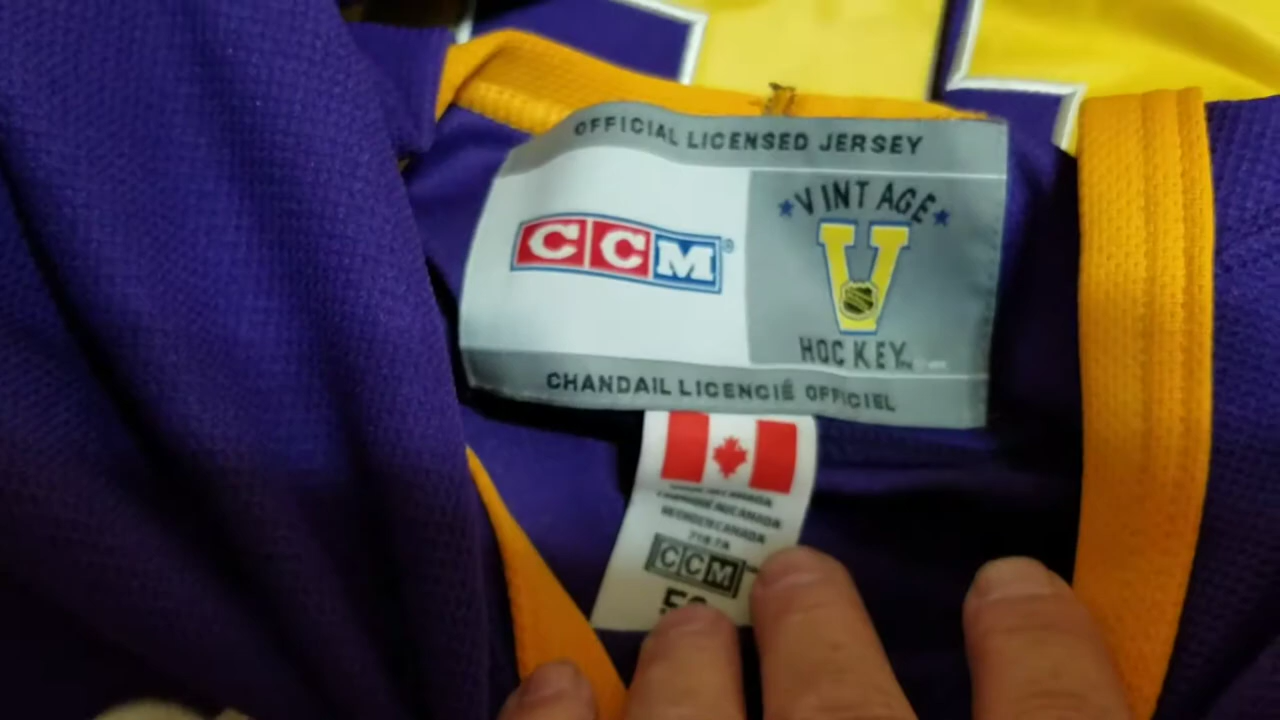 OFFICIAL LICENSED JERSEY
CCM®
VINTAGE
V
HOCKEY
CHANDAIL LICENCIÉ OFFICIEL
CCM